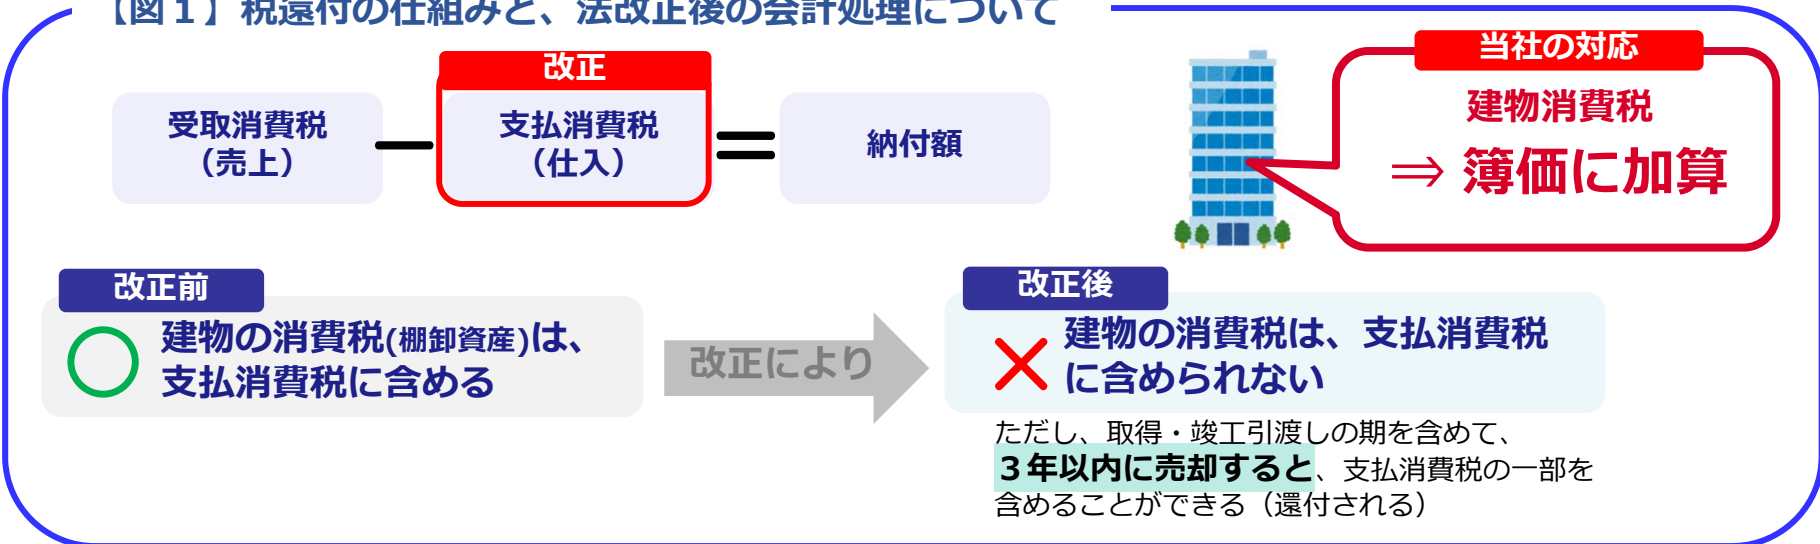 【図１】税還付の仕組みと、法改正後の会計処理について
改正
受取消費税
（売上）
支払消費税
（仕入）
納付額
当社の対応
建物消費税
⇒ 簿価に加算
改正前
建物の消費税(棚卸資産)は、
支払消費税に含める
改正により
改正後
建物の消費税は、支払消費税
に含められない
ただし、取得・竣工引渡しの期を含めて、
３年以内に売却すると、支払消費税の一部を
含めることができる（還付される）